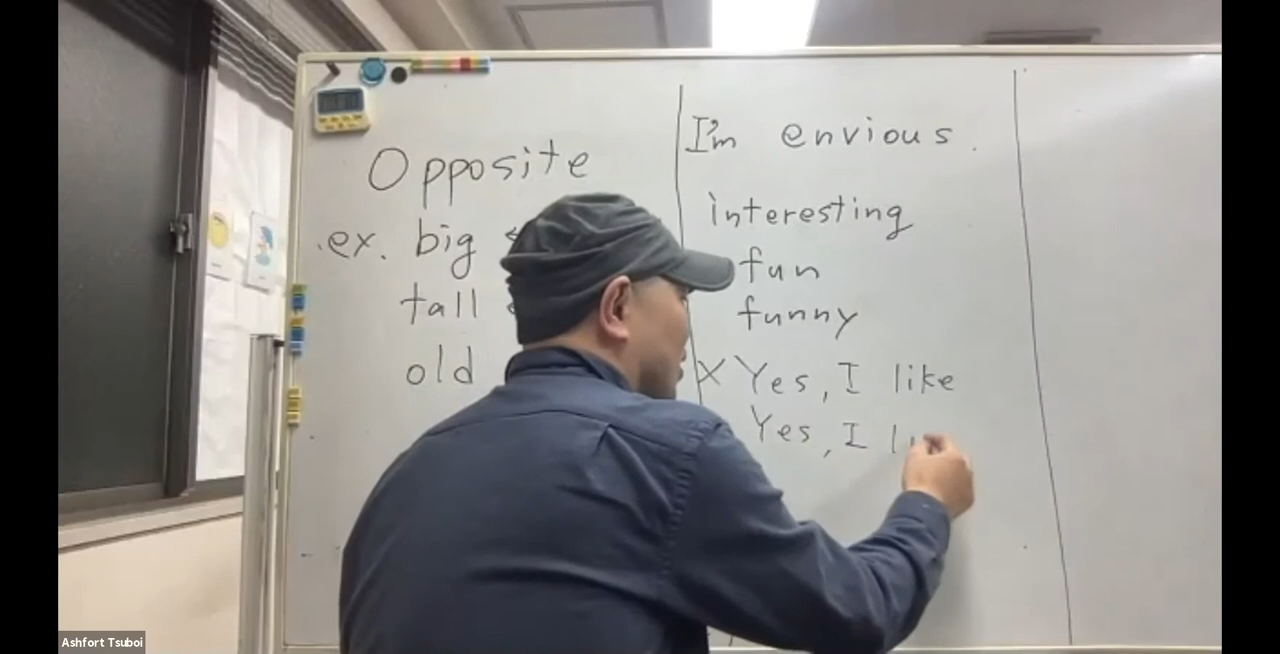 Opposite
ex. big
tall
old
I'm envious.
interesting
fun
funny
X Yes, I like
Yes, I
Ashfort Tsuboi